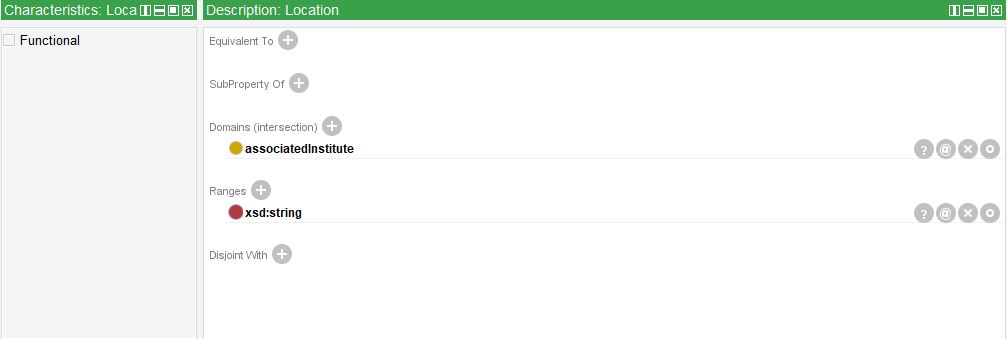 Characteristics: Loca
Description: Location
Functional
Equivalent To
SubProperty Of
Domains (intersection)
associatedInstitute
? @
Ranges
xsd:string
? @
Disjoint With